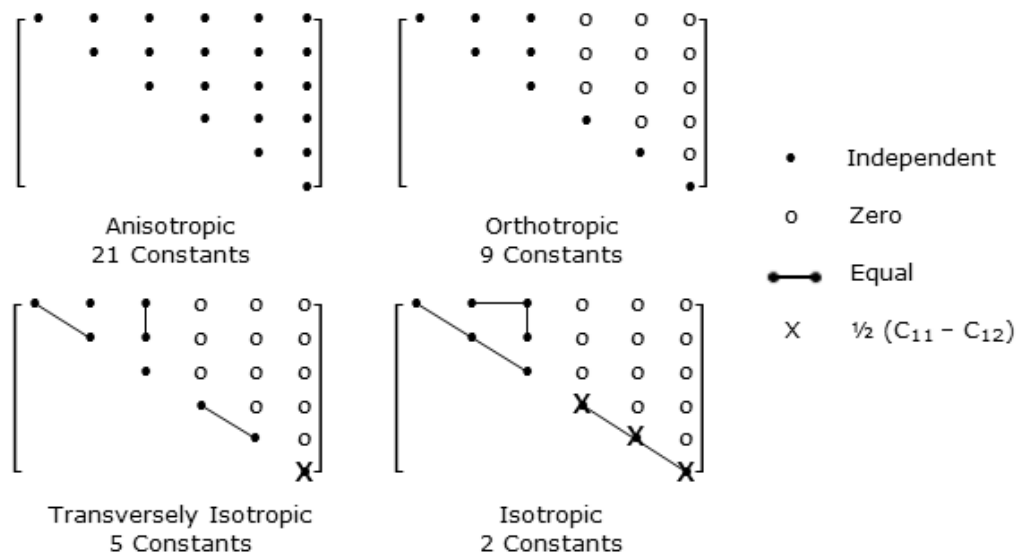 Anisotropic
21 Constants
Orthotropic
9 Constants
• Independent
o Zero
Equal
X ½ (C₁₁ – C₁₂)
Transversely Isotropic
5 Constants
Isotropic
2 Constants